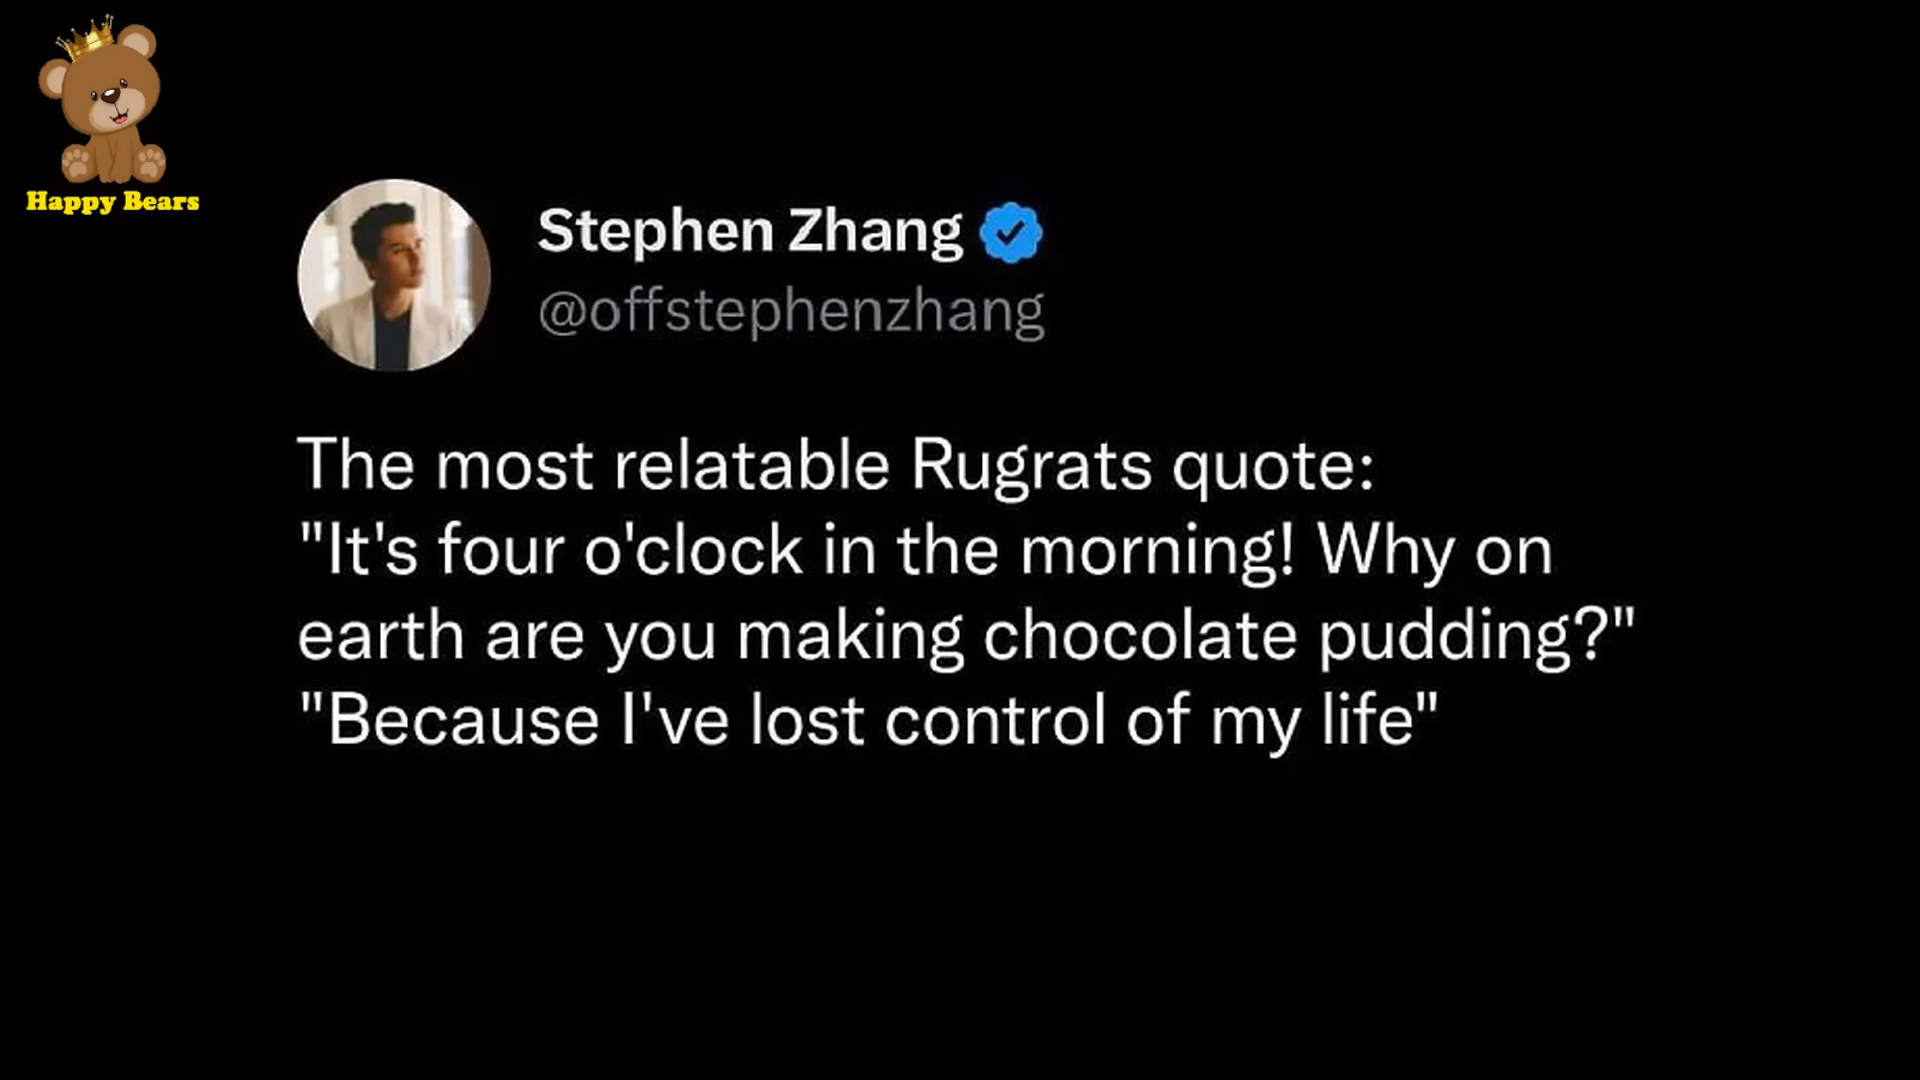 Happy Bears
Stephen Zhang
@offstephenzhang
The most relatable Rugrats quote:
"It's four o'clock in the morning! Why on
earth are you making chocolate pudding?"
"Because I've lost control of my life"